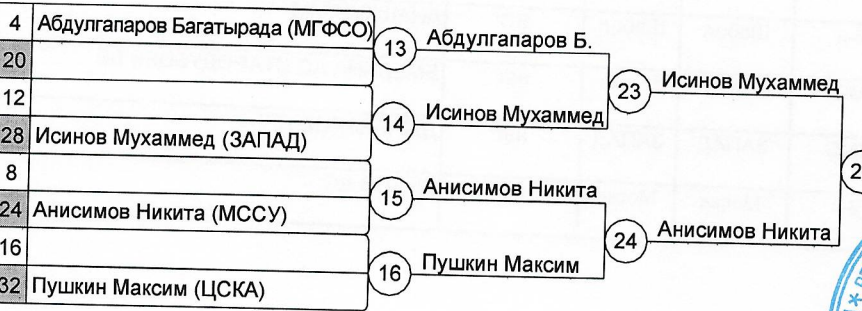 4 Абдулгапаров Багатырада (МГФСО)
20
12
28 Исинов Мухаммед (ЗАПАД)
8
24 Анисимов Никита (МССУ)
16
32 Пушкин Максим (ЦСКА)
13 Абдулгапаров Б.
14 Исинов Мухаммед
15 Анисимов Никита
16 Пушкин Максим
23 Исинов Мухаммед
24 Анисимов Никита